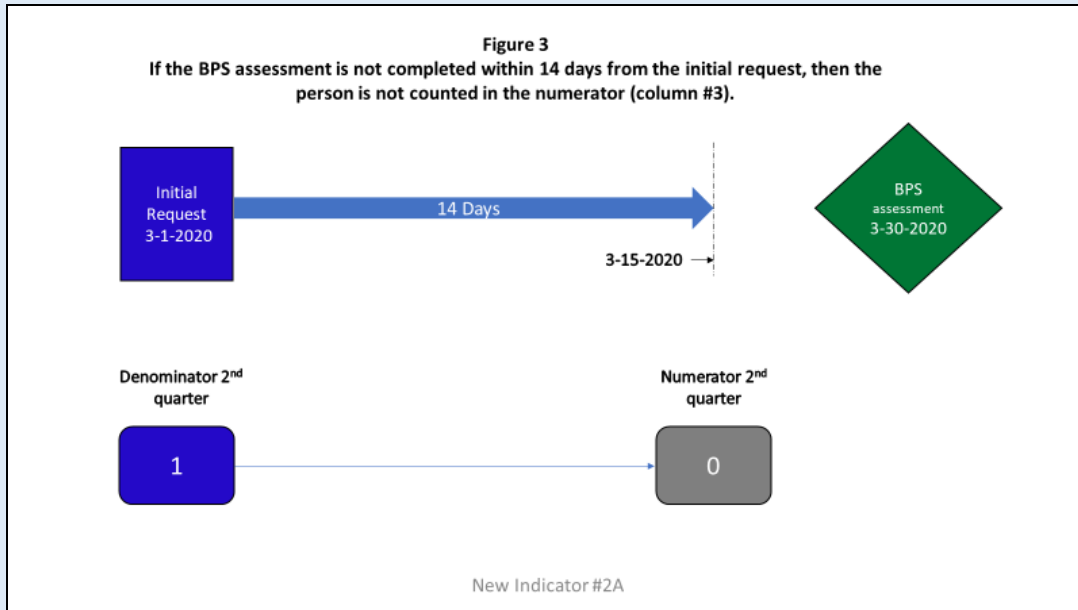 Figure 3
If the BPS assessment is not completed within 14 days from the initial request, then the
person is not counted in the numerator (column #3).
Initial
Request
3-1-2020
14 Days
3-15-2020
BPS
assessment
3-30-2020
Denominator 2nd
quarter
Numerator 2nd
quarter
1
0
New Indicator #2A